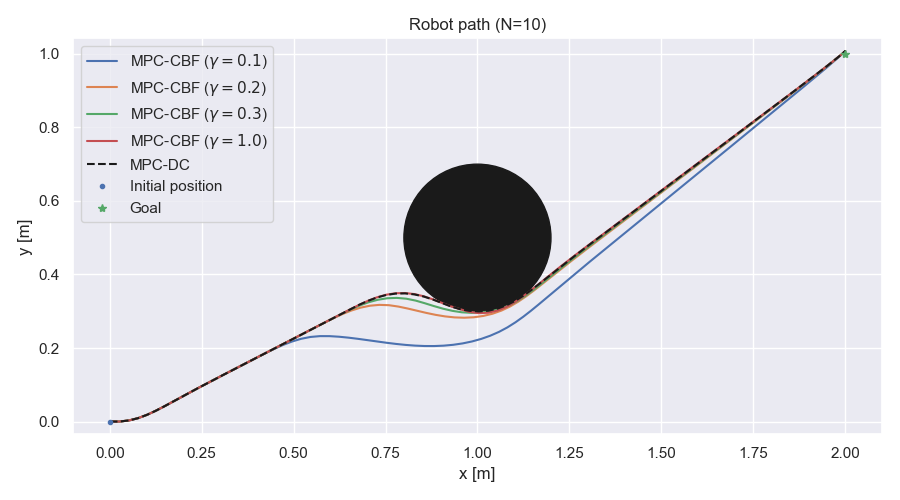 Robot path (N=10)
MPC-CBF (γ = 0.1)
MPC-CBF (γ = 0.2)
MPC-CBF (γ = 0.3)
MPC-CBF (γ = 1.0)
MPC-DC
Initial position
Goal
y [m]
1.0
0.8
0.6
0.4
0.2
0.0
0.00 0.25 0.50 0.75 1.00 1.25 1.50 1.75 2.00
x [m]